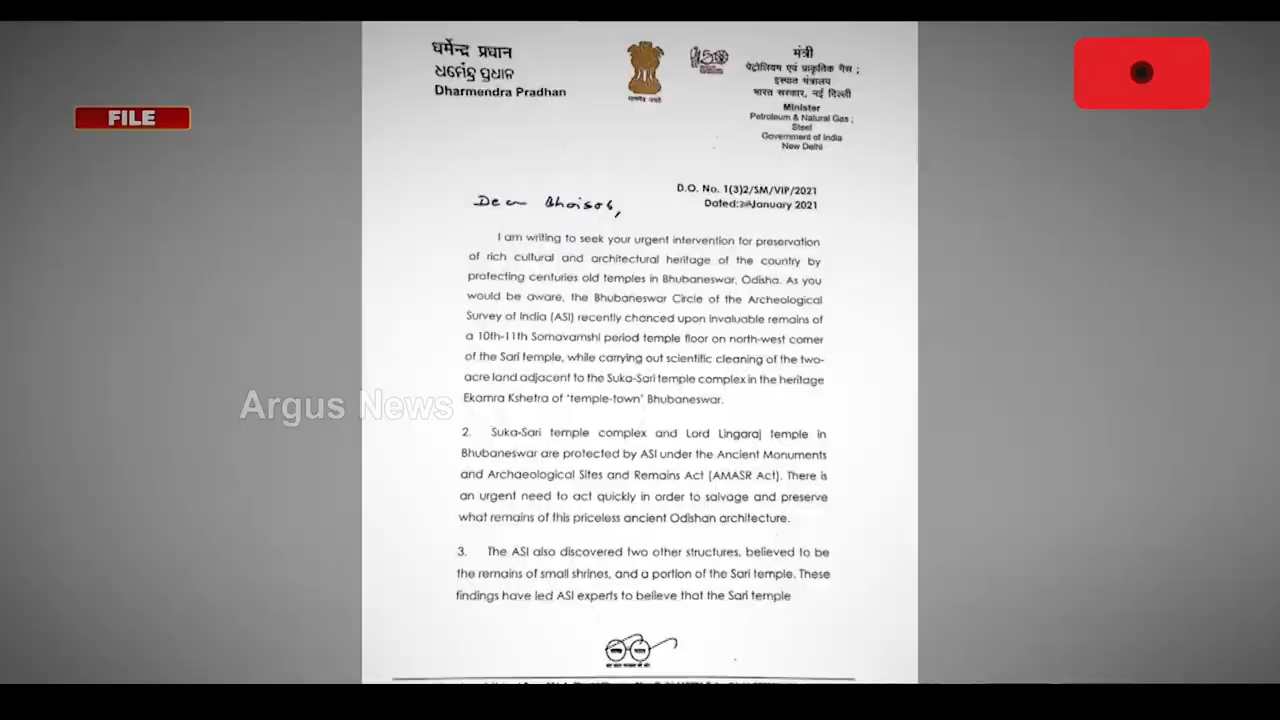 धर्मेन्द्र प्रधान
ଧର୍ମେନ୍ଦ୍ର ପ୍ରଧାନ
Dharmendra Pradhan
मंत्री
पेट्रोलियम एवं प्राकृतिक गैस ;
इस्पात मंत्रालय
भारत सरकार, नई दिल्ली
Minister
Petroleum & Natural Gas ;
Steel
Government of India
New Delhi
FILE
D.O. No. 1(3)2/SM/VIP/2021
Dated: January 2021
Dear
I am writing to seek your urgent intervention for preservation
of rich cultural and architectural heritage of the country by
protecting centuries old temples in Bhubaneswar, Odisha. As you
would be aware, the Bhubaneswar Circle of the Archeological
Survey of India (ASI) recently chanced upon invaluable remains of
a 10th-11th Somavamshi period temple floor on north-west corner
of the Sari temple, while carrying out scientific cleaning of the two-
acre land adjacent to the Suka-Sari temple complex in the heritage
Ekamra Kshetra of 'temple-town' Bhubaneswar.
Argus News
2. Suka-Sari temple complex and Lord Lingaraj temple in
Bhubaneswar are protected by ASI under the Ancient Monuments
and Archaeological Sites and Remains Act (AMASR Act). There is
an urgent need to act quickly in order to salvage and preserve
what remains of this priceless ancient Odishan architecture.
3. The ASI also discovered two other structures, believed to be
the remains of small shrines, and a portion of the Sari temple. These
findings have led ASI experts to believe that the Sari temple